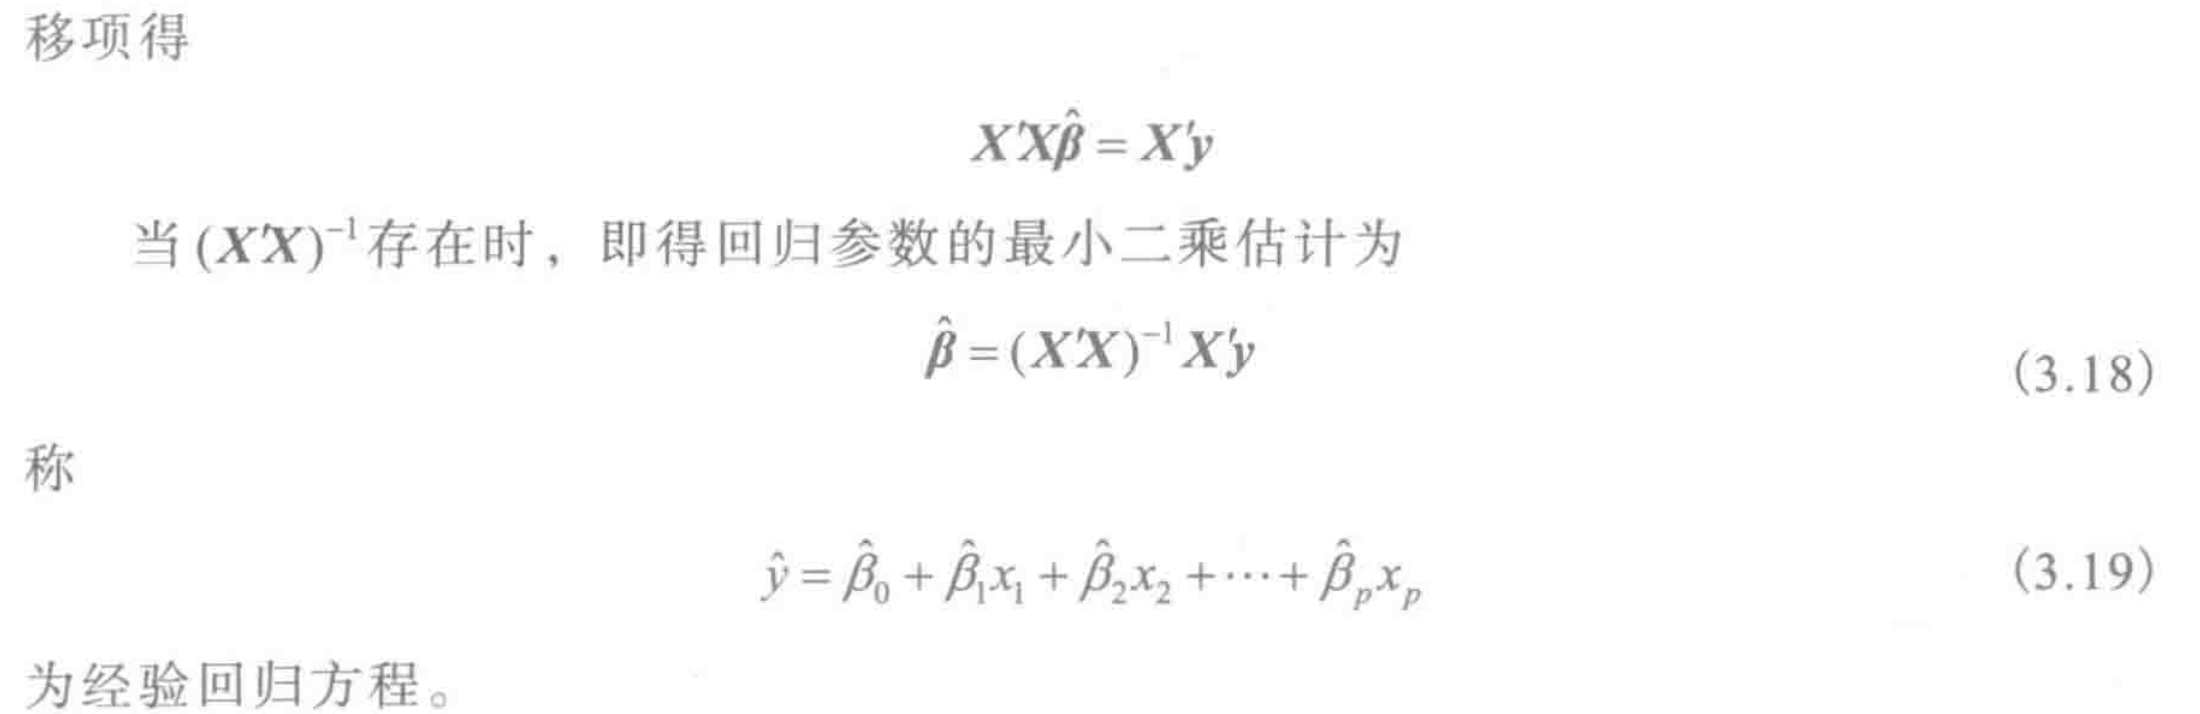 移项得
X'Xβ̂ = X'y
当 (X'X)⁻¹ 存在时，即得回归参数的最小二乘估计为
β̂ = (X'X)⁻¹ X'y (3.18)
称
ŷ = β̂₀ + β̂₁x₁ + β̂₂x₂ + ⋯ + β̂ₚxₚ (3.19)
为经验回归方程。